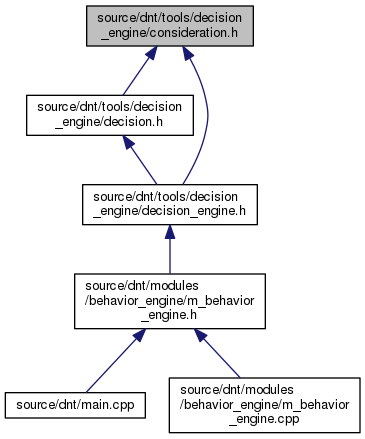 source/dnt/tools/decision
_engine/consideration.h
source/dnt/tools/decision
_engine/decision.h
source/dnt/tools/decision
_engine/decision_engine.h
source/dnt/modules
/behavior_engine/m_behavior
_engine.h
source/dnt/main.cpp
source/dnt/modules
/behavior_engine/m_behavior
_engine.cpp